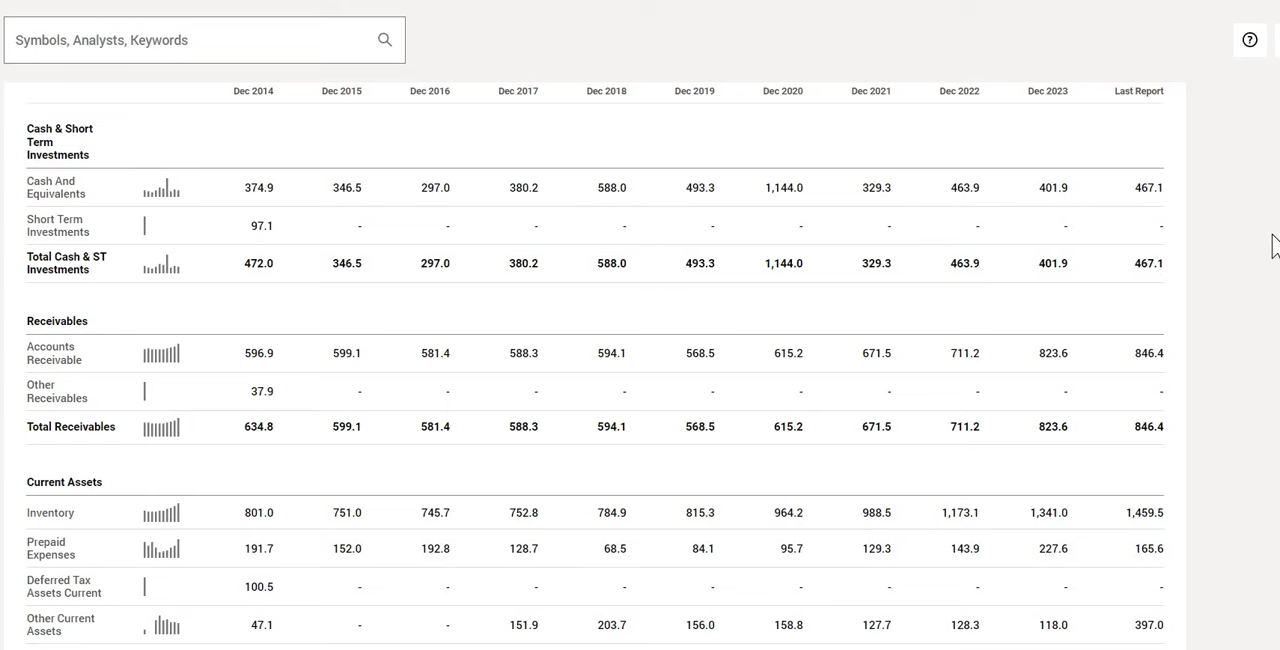 Symbols, Analysts, Keywords
Dec 2014 Dec 2015 Dec 2016 Dec 2017 Dec 2018 Dec 2019 Dec 2020 Dec 2021 Dec 2022 Dec 2023 Last Report
Cash & Short
Term
Investments
Cash And
Equivalents 374.9 346.5 297.0 380.2 588.0 493.3 1,144.0 329.3 463.9 401.9 467.1
Short Term
Investments 97.1 - - - - - - - - - -
Total Cash & ST
Investments 472.0 346.5 297.0 380.2 588.0 493.3 1,144.0 329.3 463.9 401.9 467.1
Receivables
Accounts
Receivable 596.9 599.1 581.4 588.3 594.1 568.5 615.2 671.5 711.2 823.6 846.4
Other
Receivables 37.9 - - - - - - - - - -
Total Receivables 634.8 599.1 581.4 588.3 594.1 568.5 615.2 671.5 711.2 823.6 846.4
Current Assets
Inventory 801.0 751.0 745.7 752.8 784.9 815.3 964.2 988.5 1,173.1 1,341.0 1,459.5
Prepaid
Expenses 191.7 152.0 192.8 128.7 68.5 84.1 95.7 129.3 143.9 227.6 165.6
Deferred Tax
Assets Current 100.5 - - - - - - - - - -
Other Current
Assets 47.1 - - 151.9 203.7 156.0 158.8 127.7 128.3 118.0 397.0